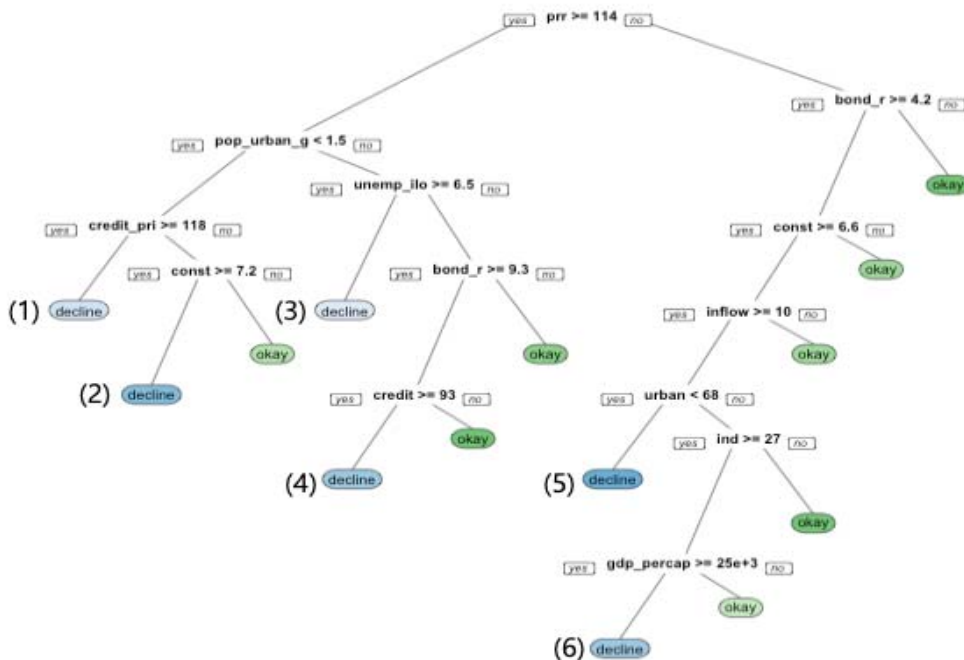 yes prr >= 114 no
yes bond_r >= 4.2 no
yes pop_urban_g < 1.5 no
yes unemp_ilo >= 6.5 no
okay
yes credit_pri >= 118 no
yes const >= 6.6 no
yes const >= 7.2 no
yes bond_r >= 9.3 no
okay
(1) decline
(3) decline
yes inflow >= 10 no
okay
okay
okay
(2) decline
yes credit >= 93 no
yes urban < 68 no
okay
yes ind >= 27 no
(4) decline
(5) decline
okay
yes gdp_percap >= 25e+3 no
okay
(6) decline